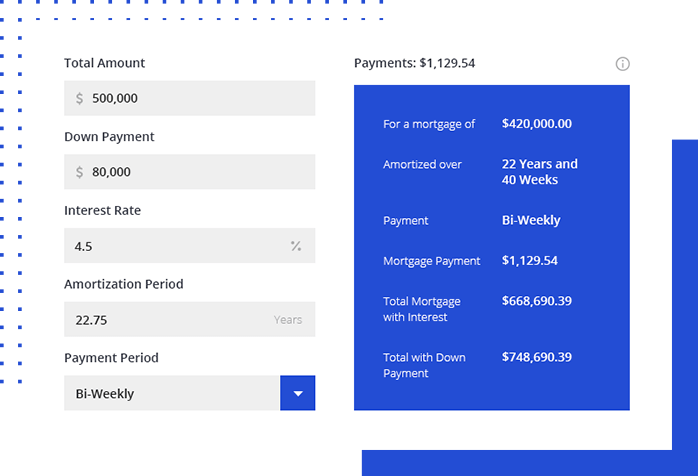 Total Amount
$ 500,000
Down Payment
$ 80,000
Interest Rate
4.5 %
Amortization Period
22.75 Years
Payment Period
Bi-Weekly
Payments: $1,129.54
For a mortgage of $420,000.00
Amortized over 22 Years and
40 Weeks
Payment Bi-Weekly
Mortgage Payment $1,129.54
Total Mortgage $668,690.39
with Interest
Total with Down $748,690.39
Payment